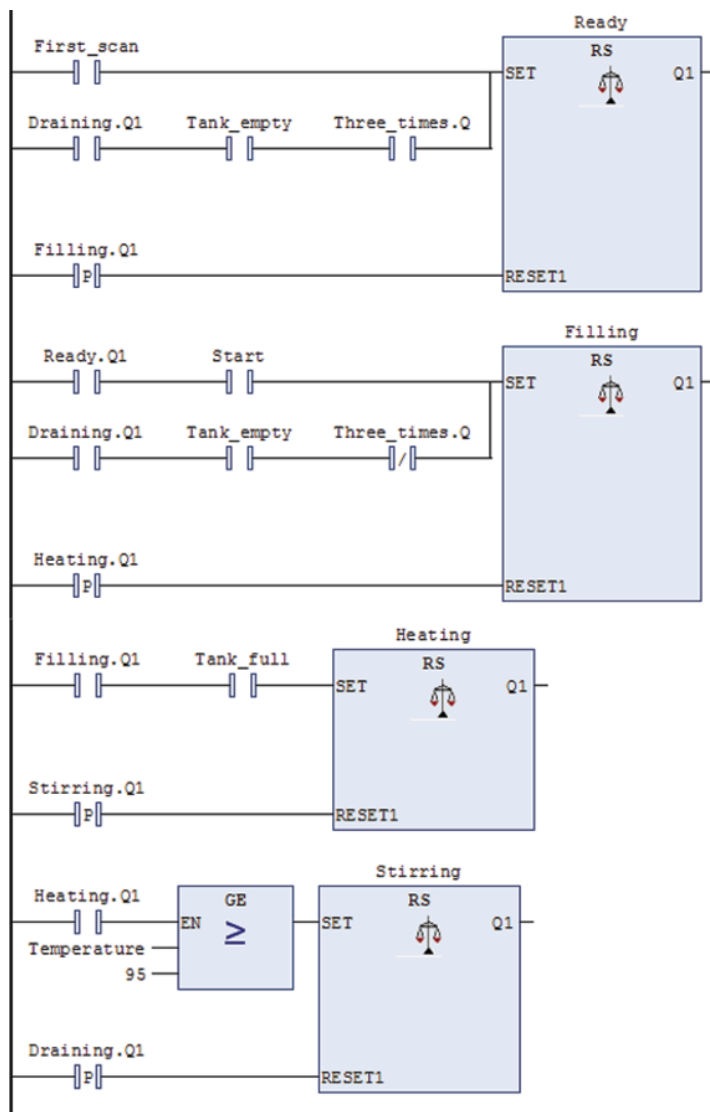 Ready
First_scan
RS
SET
Q1
Draining.Q1 Tank_empty Three_times.Q
Filling.Q1
P
RESET1
Filling
Ready.Q1 Start
RS
SET
Q1
Draining.Q1 Tank_empty Three_times.Q
/
Heating.Q1
P
RESET1
Heating
Filling.Q1 Tank_full
RS
SET
Q1
Stirring.Q1
P
RESET1
Stirring
Heating.Q1
GE
RS
EN
≥
SET
Q1
Temperature
95
Draining.Q1
P
RESET1